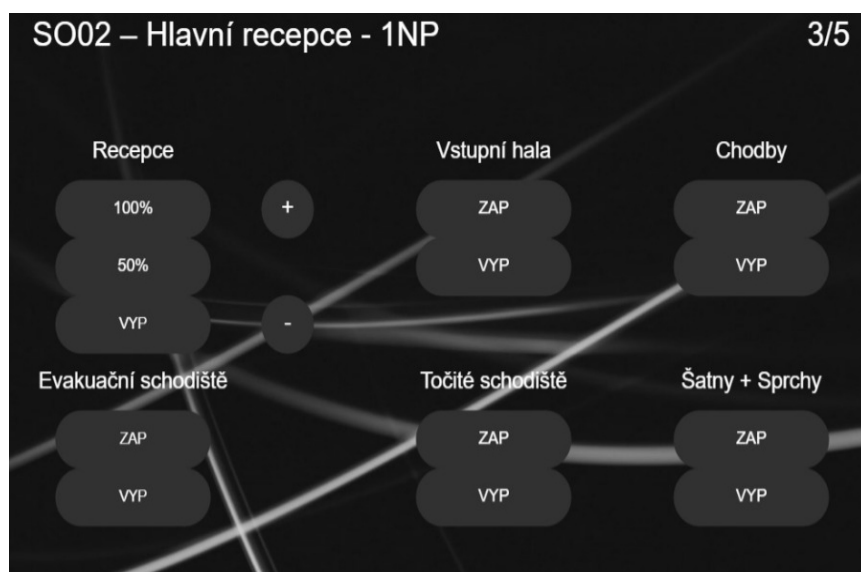 SO02 – Hlavní recepce - 1NP 3/5
Recepce Vstupní hala Chodby
100% + ZAP ZAP
50% VYP VYP
VYP -
Evakuační schodiště Točité schodiště Šatny + Sprchy
ZAP ZAP ZAP
VYP VYP VYP